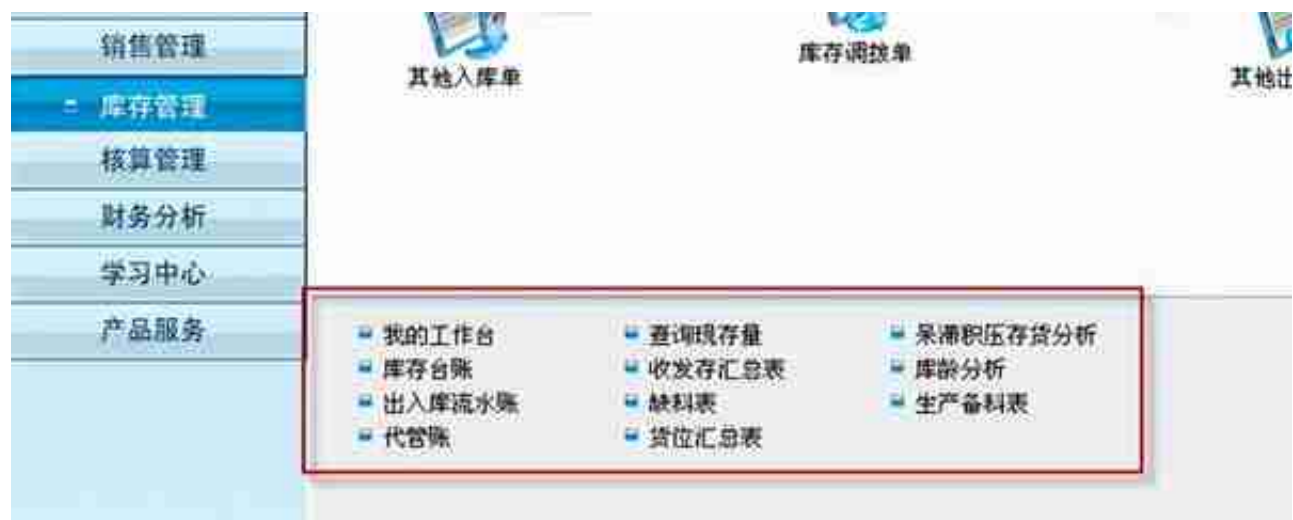 销售管理
库存管理
核算管理
财务分析
学习中心
产品服务
其他入库单
库存调拨单
其他出
我的工作台
查询现存量
呆滞积压存货分析
库存台账
收发存汇总表
库龄分析
出入库流水账
缺料表
生产备料表
代管账
货位汇总表